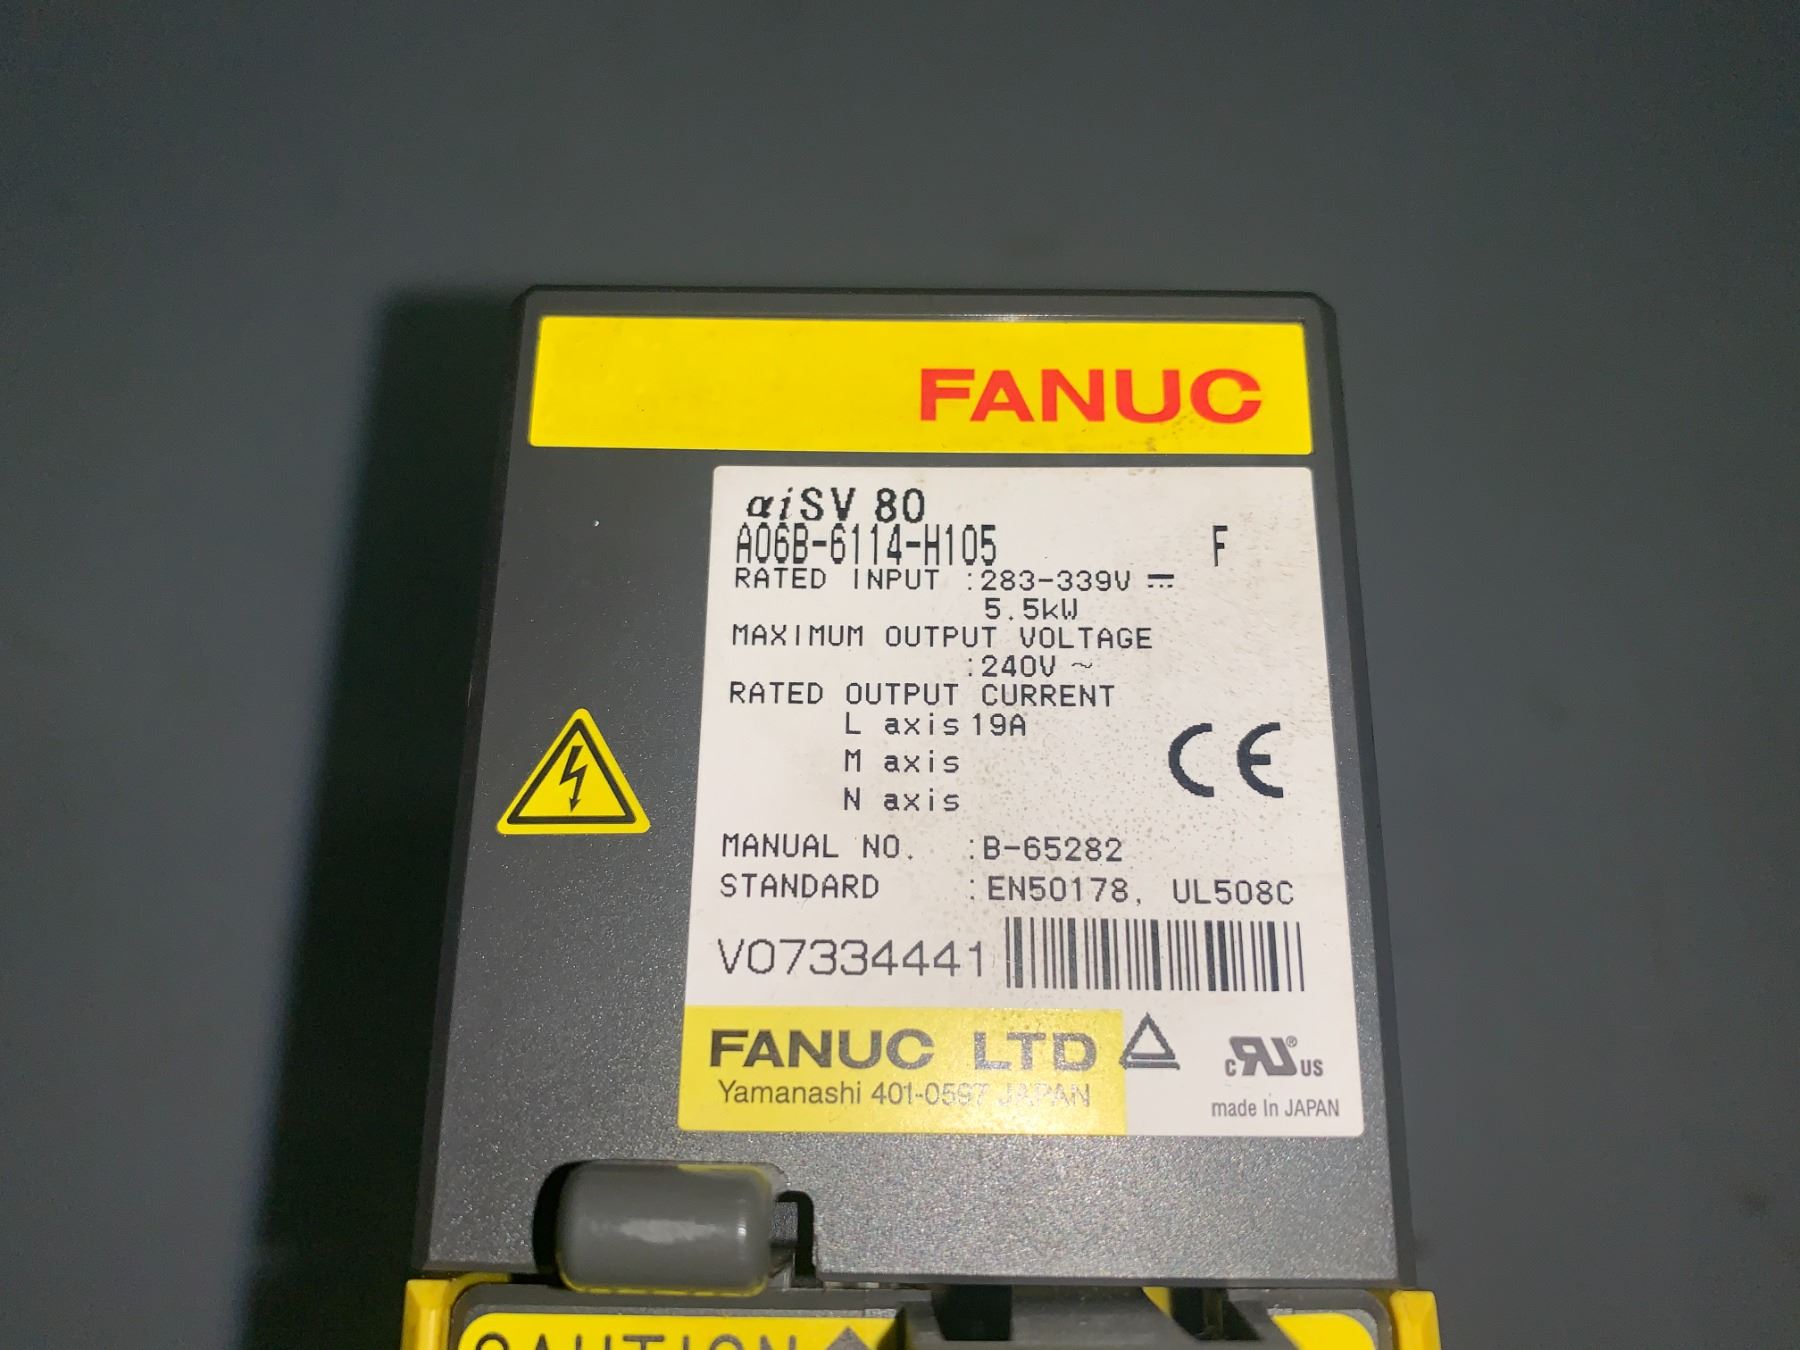 FANUC
αiSV 80
A06B-6114-H105 F
RATED INPUT :283-339V ⎓
5.5kW
MAXIMUM OUTPUT VOLTAGE
:240V ~
RATED OUTPUT CURRENT
L axis 19A
M axis
N axis
CE
MANUAL NO. :B-65282
STANDARD :EN50178, UL508C
V07334441
FANUC LTD
Yamanashi 401-0597 JAPAN
c RU® US
made in JAPAN
CAUTION